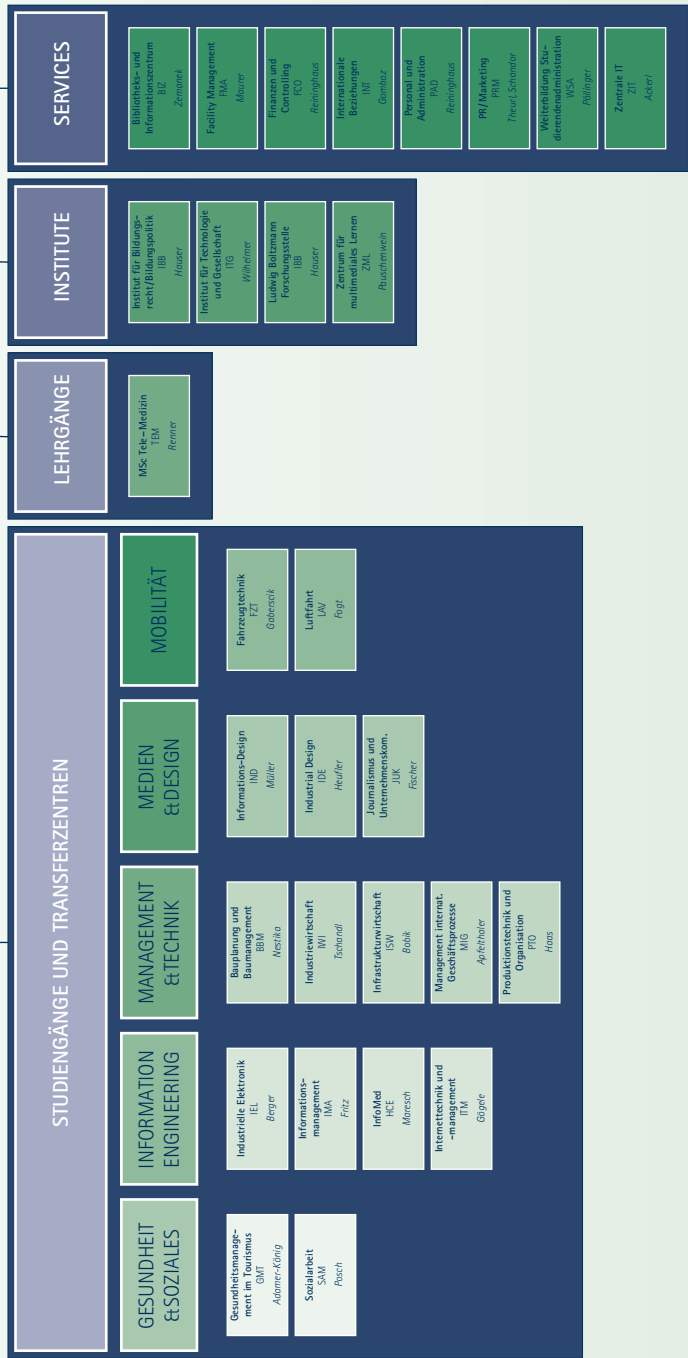 STUDIENGÄNGE UND TRANSFERZENTREN
GESUNDHEIT
&SOZIALES
Gesundheitsmanage-
ment im Tourismus
GMT
Adamer-König
Sozialarbeit
SAM
Posch
INFORMATION
ENGINEERING
Industrielle Elektronik
IEL
Berger
Informations-
management
IMA
Fritz
InfoMed
HCE
Maresch
Internettechnik und
-management
ITM
Gögele
MANAGEMENT
&TECHNIK
Bauplanung und
Baumanagement
BBM
Nestika
Industriewirtschaft
IWI
Tschandl
Infrastrukturwirtschaft
ISW
Bobik
Management internat.
Geschäftsprozesse
MIG
Apfelthaler
Produktionstechnik und
Organisation
PTO
Haas
MEDIEN
&DESIGN
Informations-Design
IND
Müller
Industrial Design
IDE
Heufler
Journalismus und
Unternehmenskom.
JUK
Fischer
MOBILITÄT
Fahrzeugtechnik
FZT
Gaberscik
Luftfahrt
LAV
Fogt
LEHRGÄNGE
MSc Tele-Medizin
TEM
Renner
INSTITUTE
Institut für Bildungs-
recht/Bildungspolitik
IBB
Hauser
Institut für Technologie
und Gesellschaft
ITG
Wilhelmer
Ludwig Boltzmann
Forschungsstelle
IBB
Hauser
Zentrum für
multimediales Lernen
ZML
Pauschenwein
SERVICES
Bibliotheks- und
Informationszentrum
BIZ
Zemanek
Facility Management
FMA
Maurer
Finanzen und
Controlling
FCO
Reininghaus
Internationale
Beziehungen
INT
Gomboz
Personal und
Administration
PAD
Reininghaus
PR/Marketing
PRM
Theurl, Schandor
Weiterbildung Stu-
dierendenadministration
WSA
Pöllinger
Zentrale IT
ZIT
Ackerl